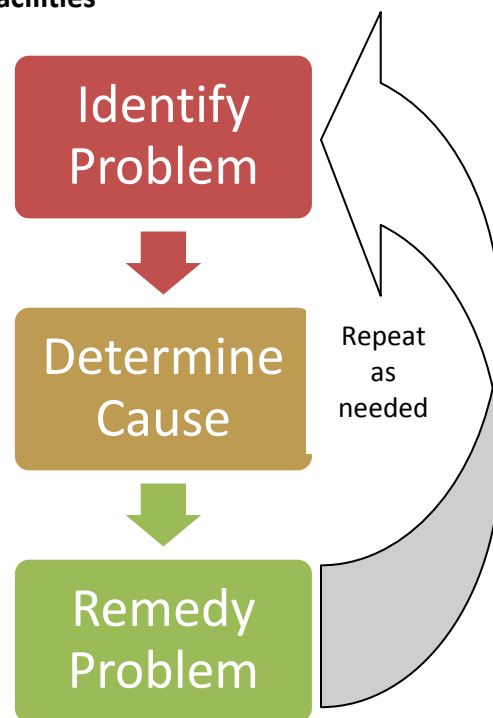 Identify
Problem
Determine
Cause
Repeat
as
needed
Remedy
Problem